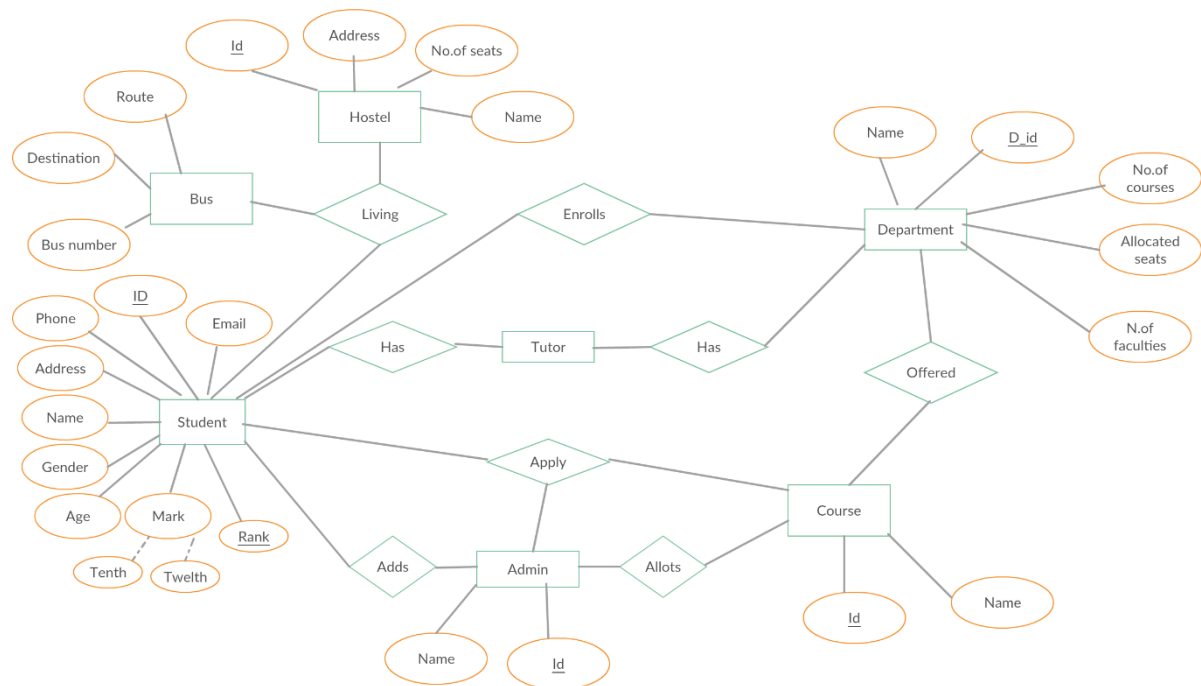 Id
Address
No.of seats
Name
Hostel
Route
Destination
Bus
Bus number
Living
Enrolls
Name
D_id
No.of
courses
Department
Allocated
seats
N.of
faculties
ID
Phone
Email
Address
Has
Tutor
Has
Offered
Name
Student
Gender
Age
Mark
Rank
Tenth
Twelth
Apply
Course
Adds
Admin
Allots
Name
Id
Id
Name